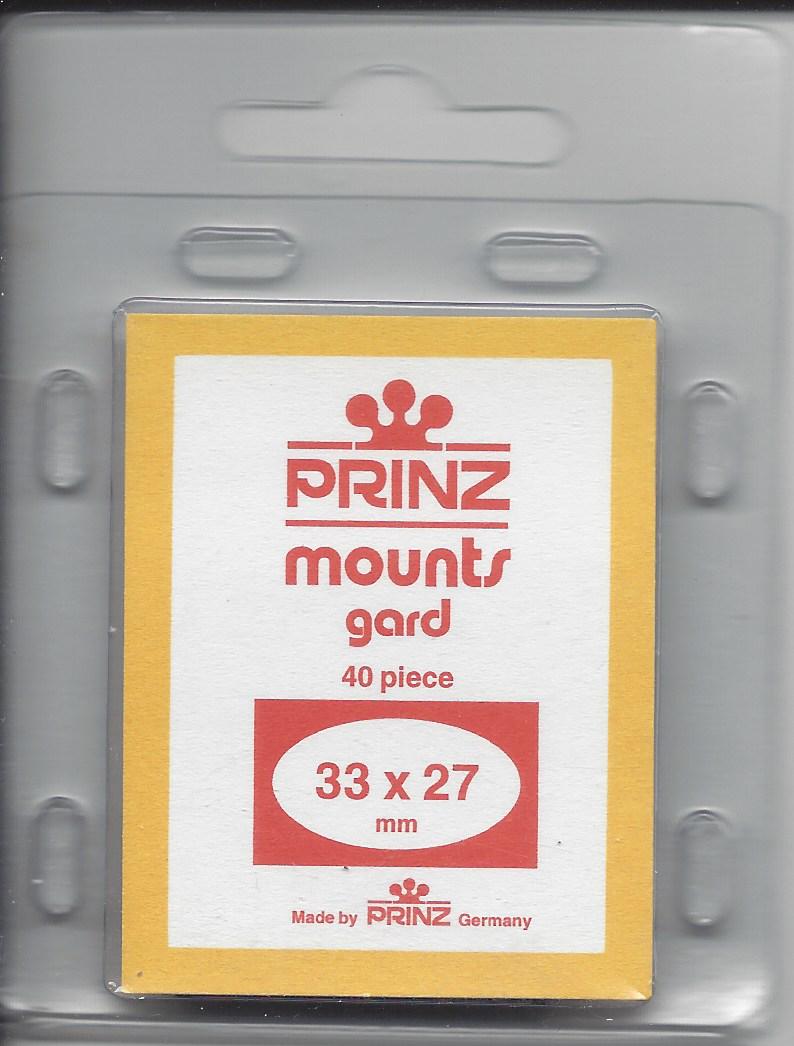 PRINZ
mounts
gard
40 piece
33 x 27
mm
Made by PRINZ Germany